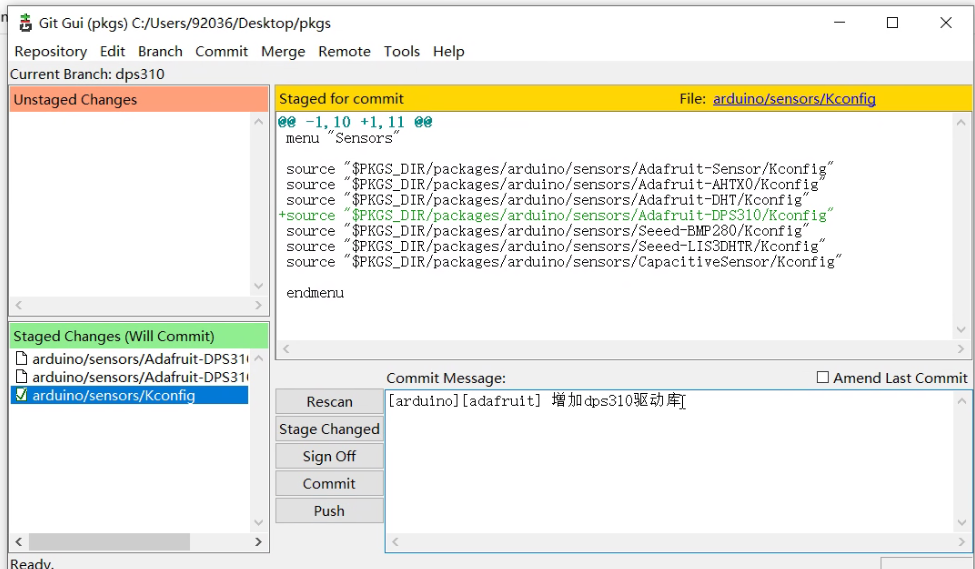 Git Gui (pkgs) C:/Users/92036/Desktop/pkgs
Repository Edit Branch Commit Merge Remote Tools Help
Current Branch: dps310
Unstaged Changes
Staged for commit File: arduino/sensors/Kconfig
@@ -1,10 +1,11 @@
menu "Sensors"
source "$PKGS_DIR/packages/arduino/sensors/Adafruit-Sensor/Kconfig"
source "$PKGS_DIR/packages/arduino/sensors/Adafruit-AHTX0/Kconfig"
source "$PKGS_DIR/packages/arduino/sensors/Adafruit-DHT/Kconfig"
+source "$PKGS_DIR/packages/arduino/sensors/Adafruit-DPS310/Kconfig"
source "$PKGS_DIR/packages/arduino/sensors/Seeed-BMP280/Kconfig"
source "$PKGS_DIR/packages/arduino/sensors/Seeed-LIS3DHTR/Kconfig"
source "$PKGS_DIR/packages/arduino/sensors/CapacitiveSensor/Kconfig"
endmenu
Staged Changes (Will Commit)
arduino/sensors/Adafruit-DPS310
arduino/sensors/Adafruit-DPS310
arduino/sensors/Kconfig
Commit Message: Amend Last Commit
[arduino][adafruit] 增加dps310驱动库
Rescan
Stage Changed
Sign Off
Commit
Push
Ready.